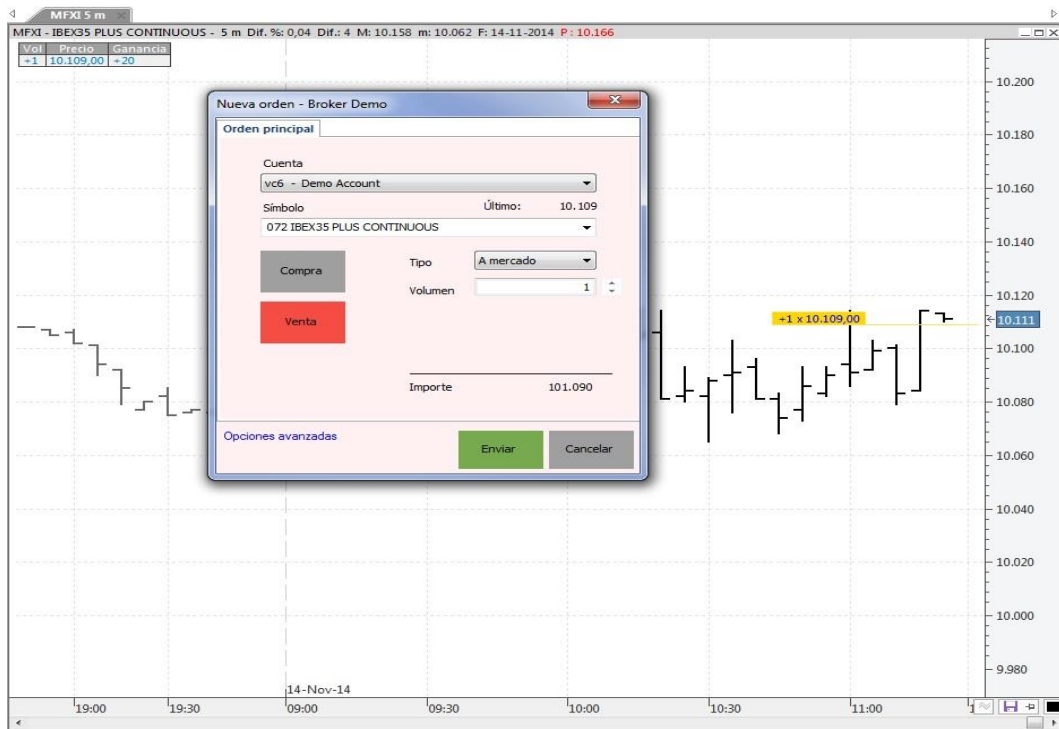 MFXI 5 m
MFXI - IBEX35 PLUS CONTINUOUS - 5 m Dif. %: 0,04 Dif.: 4 M: 10.158 m: 10.062 F: 14-11-2014 P: 10.166
Vol Precio Ganancia
+1 10.109,00 +20
Nueva orden - Broker Demo
Orden principal
Cuenta
vc6 - Demo Account
Símbolo Último: 10.109
072 IBEX35 PLUS CONTINUOUS
Compra Tipo A mercado
Volumen 1
Venta
Importe 101.090
Opciones avanzadas
Enviar Cancelar
+1 x 10.109,00
10.200
10.180
10.160
10.140
10.120
10.111
10.100
10.080
10.060
10.040
10.020
10.000
9.980
14-Nov-14
19:00 19:30 09:00 09:30 10:00 10:30 11:00